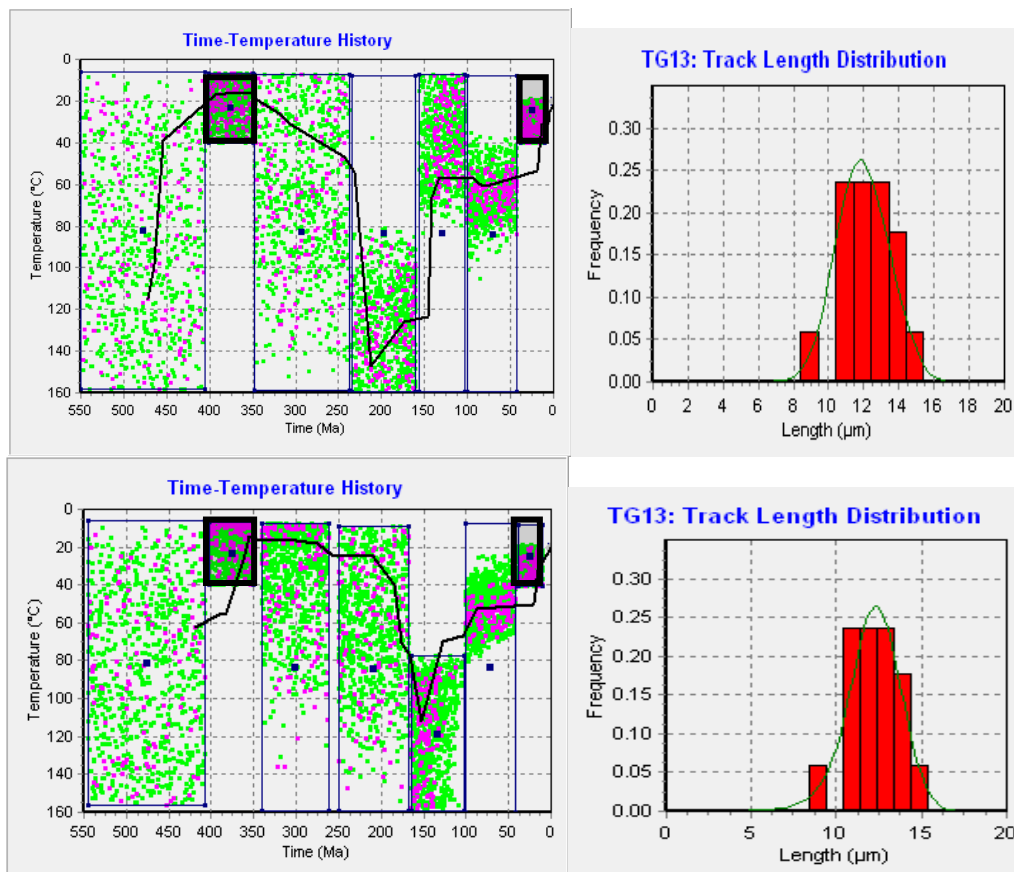 Time-Temperature History
Temperature (°C)
0
20
40
60
80
100
120
140
160
550 500 450 400 350 300 250 200 150 100 50 0
Time (Ma)
TG13: Track Length Distribution
Frequency
0.30
0.25
0.20
0.15
0.10
0.05
0.00
0 2 4 6 8 10 12 14 16 18 20
Length (µm)
Time-Temperature History
Temperature (°C)
0
20
40
60
80
100
120
140
160
550 500 450 400 350 300 250 200 150 100 50 0
Time (Ma)
TG13: Track Length Distribution
Frequency
0.30
0.25
0.20
0.15
0.10
0.05
0.00
0 5 10 15 20
Length (µm)